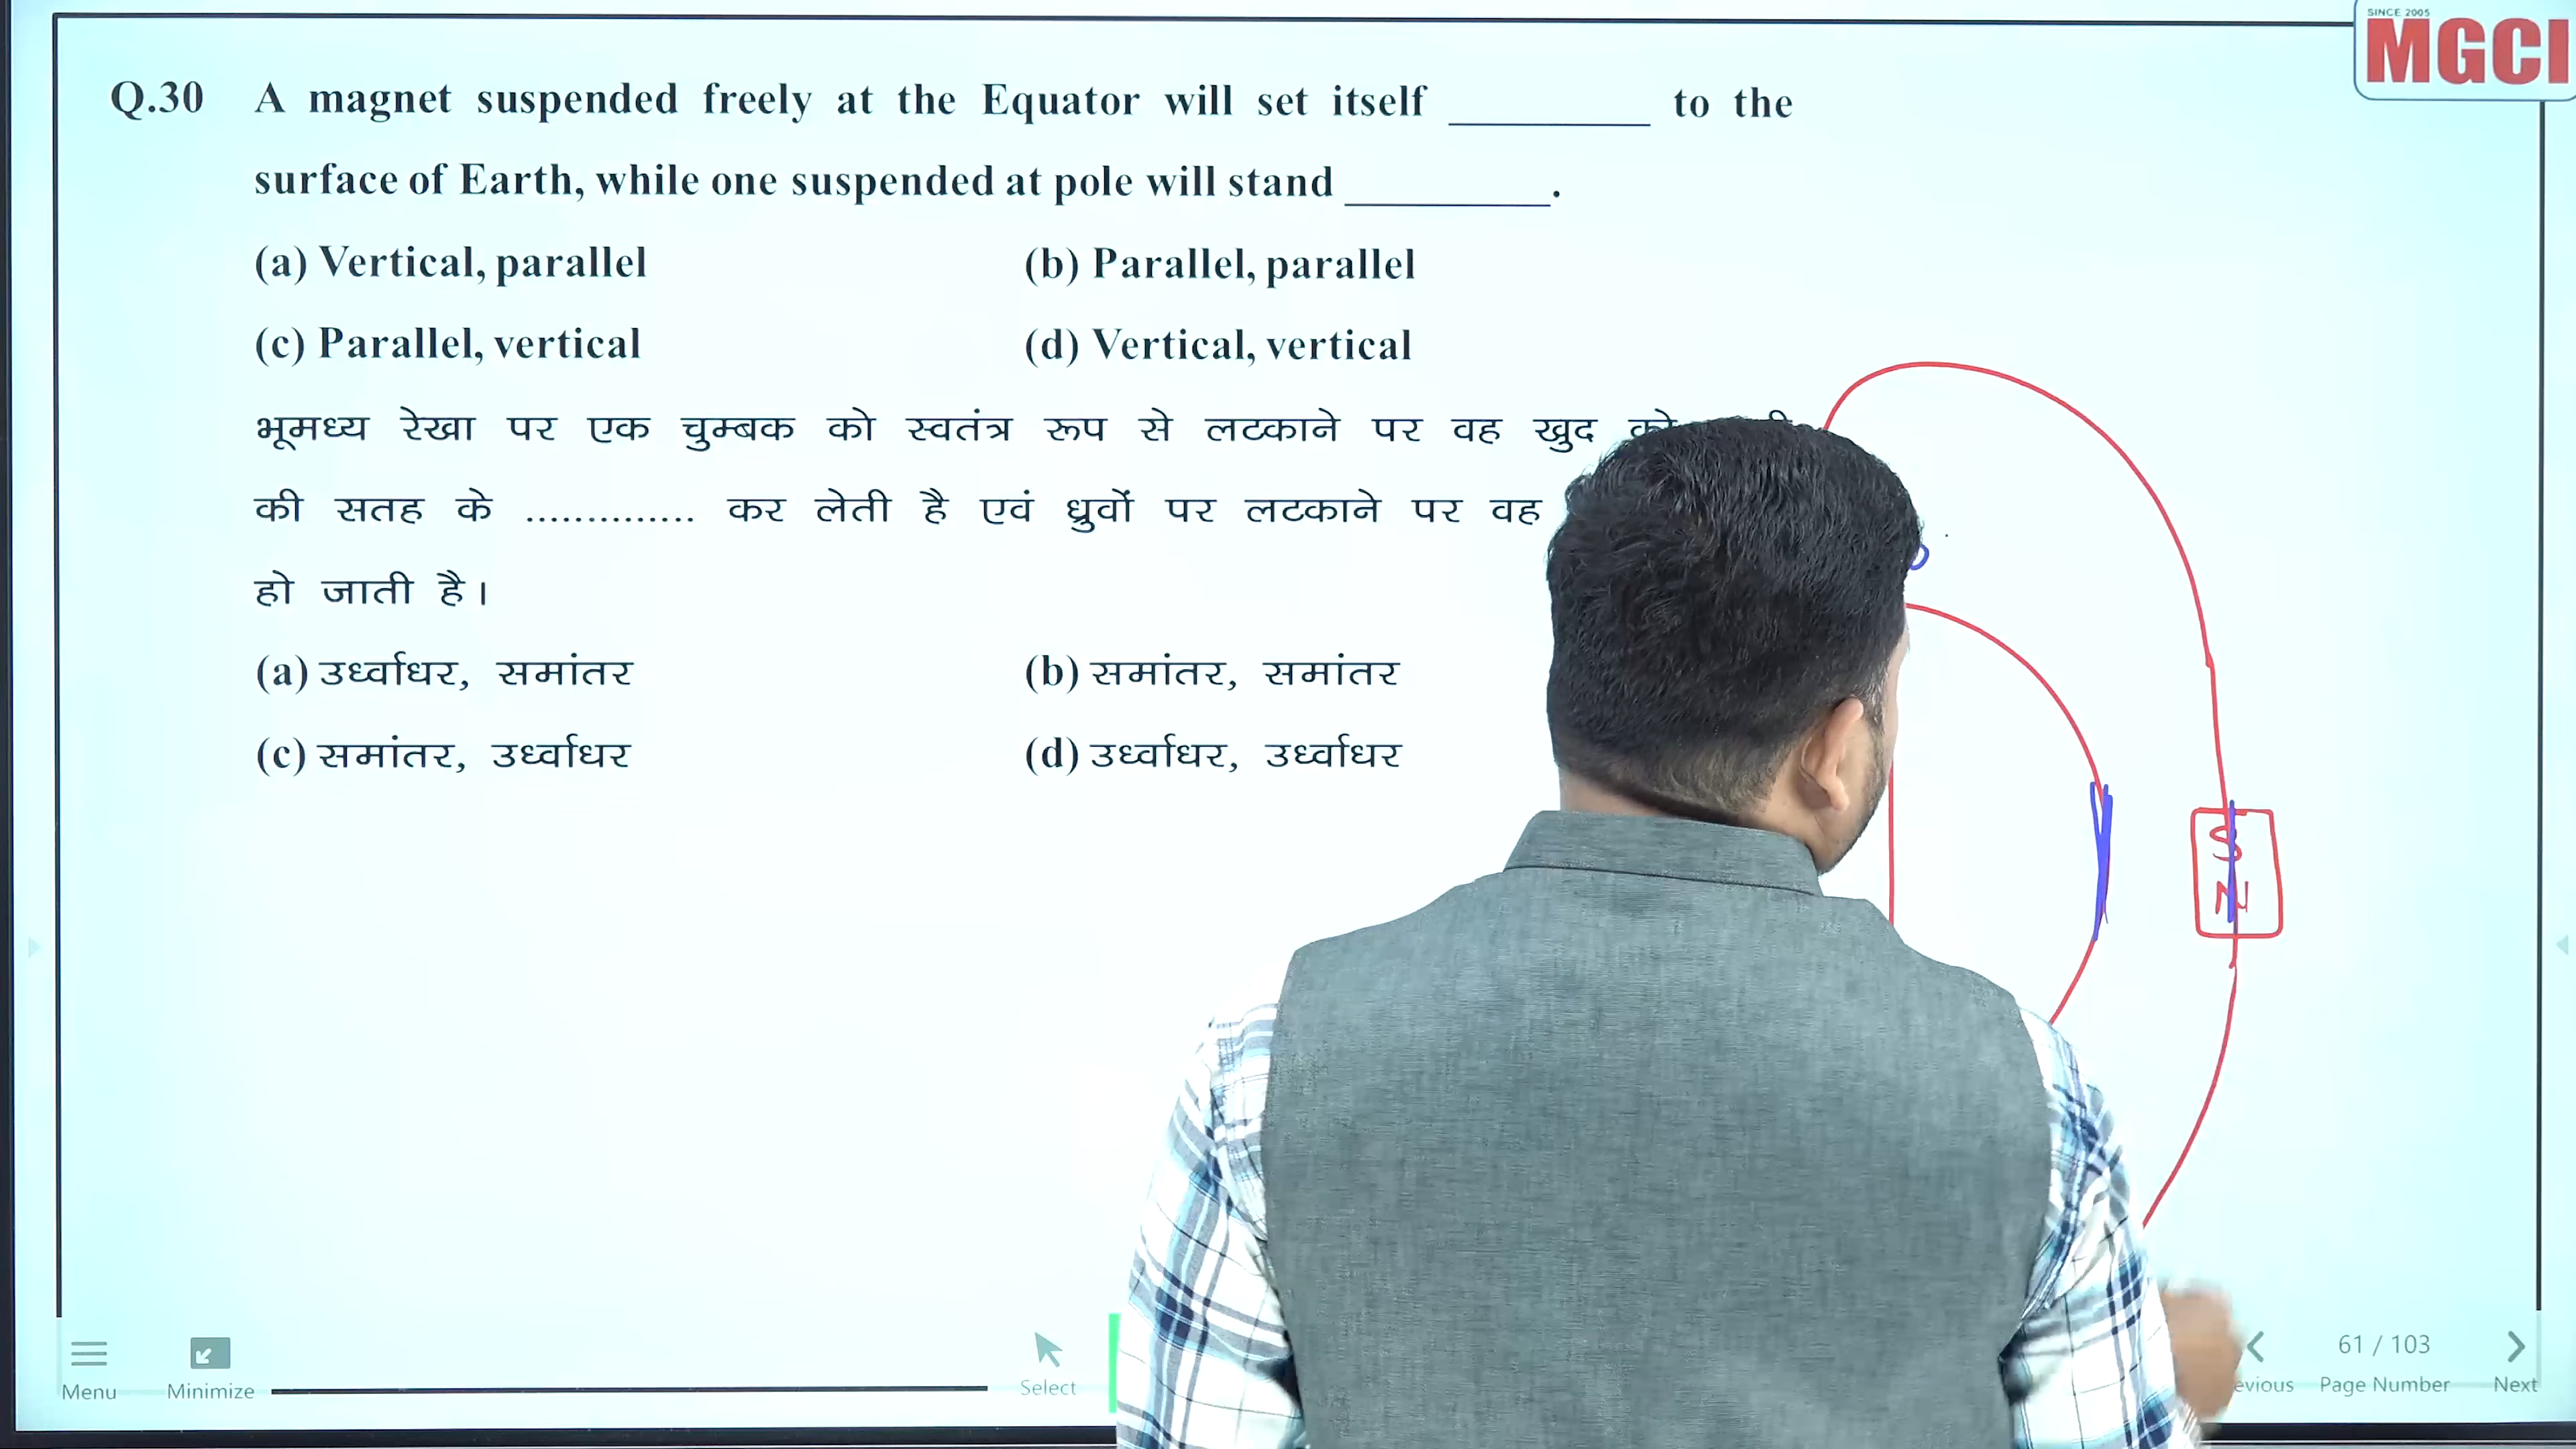 SINCE 2005
MGCI
Q.30 A magnet suspended freely at the Equator will set itself __________ to the
surface of Earth, while one suspended at pole will stand __________.
(a) Vertical, parallel (b) Parallel, parallel
(c) Parallel, vertical (d) Vertical, vertical
भूमध्य रेखा पर एक चुम्बक को स्वतंत्र रूप से लटकाने पर वह खुद
की सतह के .............. कर लेती है एवं ध्रुवों पर लटकाने पर वह
हो जाती है।
(a) उर्ध्वाधर, समांतर (b) समांतर, समांतर
(c) समांतर, उर्ध्वाधर (d) उर्ध्वाधर, उर्ध्वाधर
S
N
Menu Minimize Select 61 / 103 Page Number Next